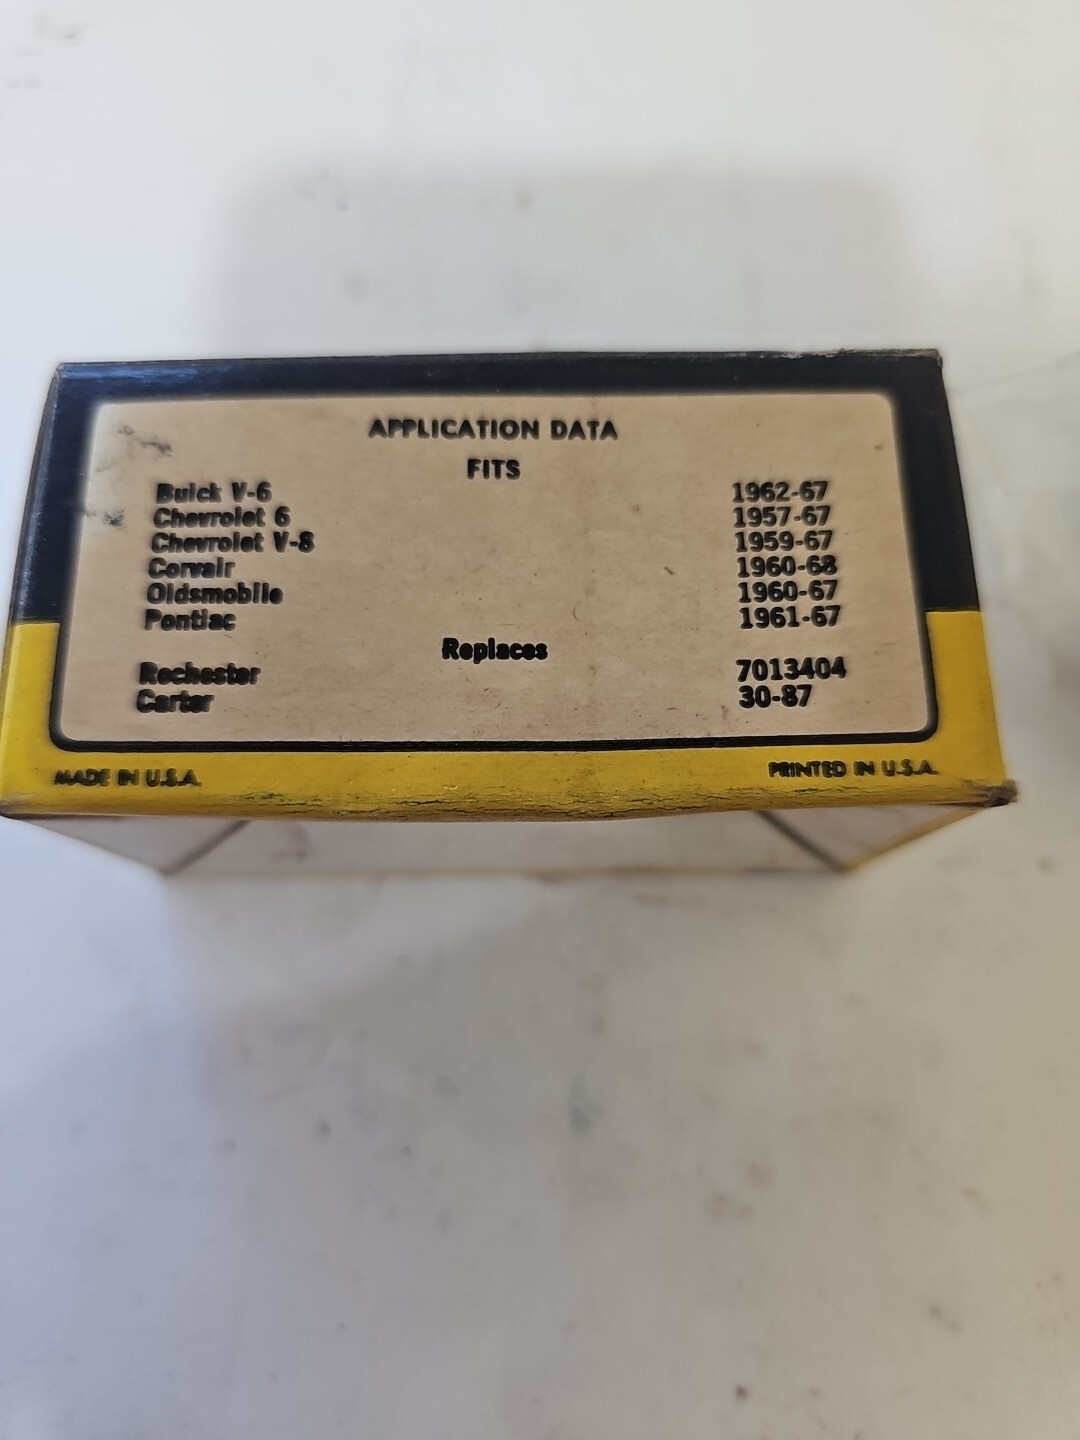 APPLICATION DATA
FITS
Buick V-6 1962-67
Chevrolet 6 1957-67
Chevrolet V-8 1959-67
Corvair 1960-68
Oldsmobile 1960-67
Pontiac 1961-67
Replaces
Rochester 7013404
Carter 30-87
MADE IN U.S.A. PRINTED IN U.S.A.